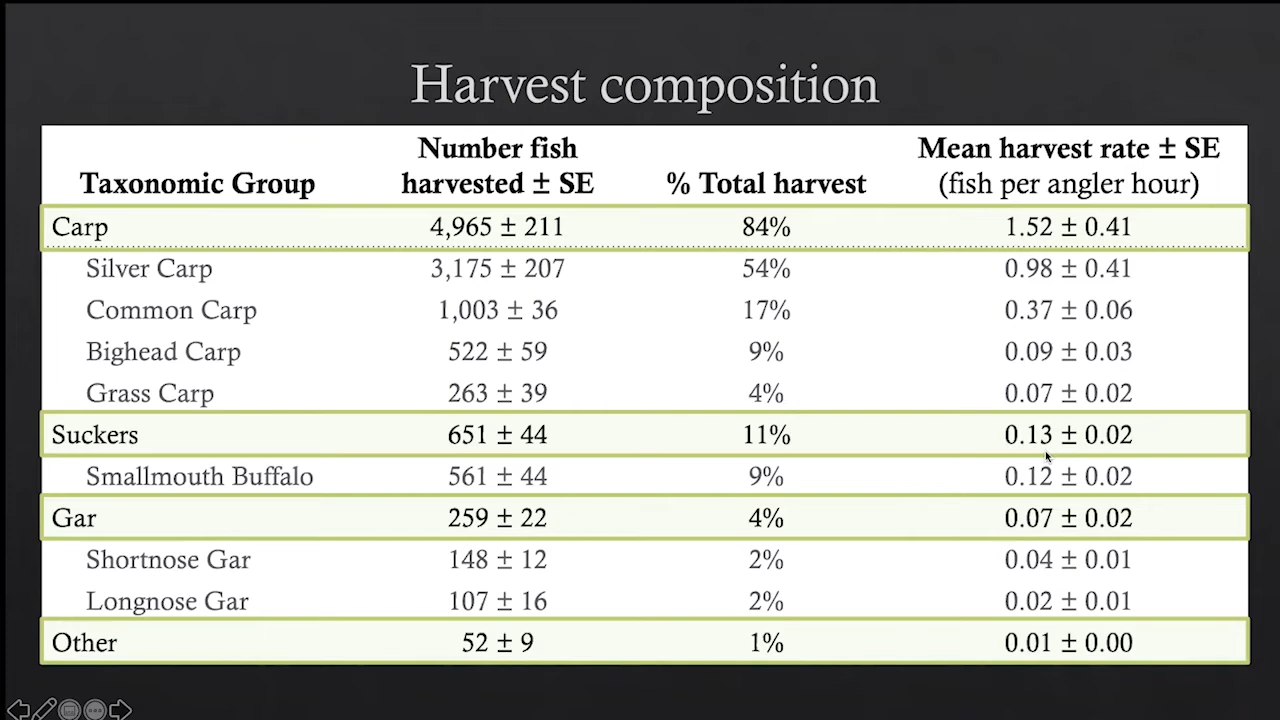 Harvest composition
Taxonomic Group Number fish harvested ± SE % Total harvest Mean harvest rate ± SE (fish per angler hour)
Carp 4,965 ± 211 84% 1.52 ± 0.41
Silver Carp 3,175 ± 207 54% 0.98 ± 0.41
Common Carp 1,003 ± 36 17% 0.37 ± 0.06
Bighead Carp 522 ± 59 9% 0.09 ± 0.03
Grass Carp 263 ± 39 4% 0.07 ± 0.02
Suckers 651 ± 44 11% 0.13 ± 0.02
Smallmouth Buffalo 561 ± 44 9% 0.12 ± 0.02
Gar 259 ± 22 4% 0.07 ± 0.02
Shortnose Gar 148 ± 12 2% 0.04 ± 0.01
Longnose Gar 107 ± 16 2% 0.02 ± 0.01
Other 52 ± 9 1% 0.01 ± 0.00